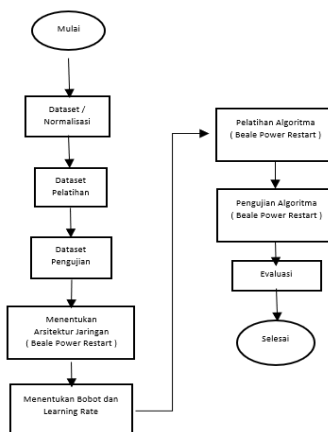 Mulai
Dataset /
Normalisasi
Dataset
Pelatihan
Dataset
Pengujian
Menentukan
Arsitektur Jaringan
( Beale Power Restart )
Menentukan Bobot dan
Learning Rate
Pelatihan Algoritma
( Beale Power Restart )
Pengujian Algoritma
( Beale Power Restart )
Evaluasi
Selesai